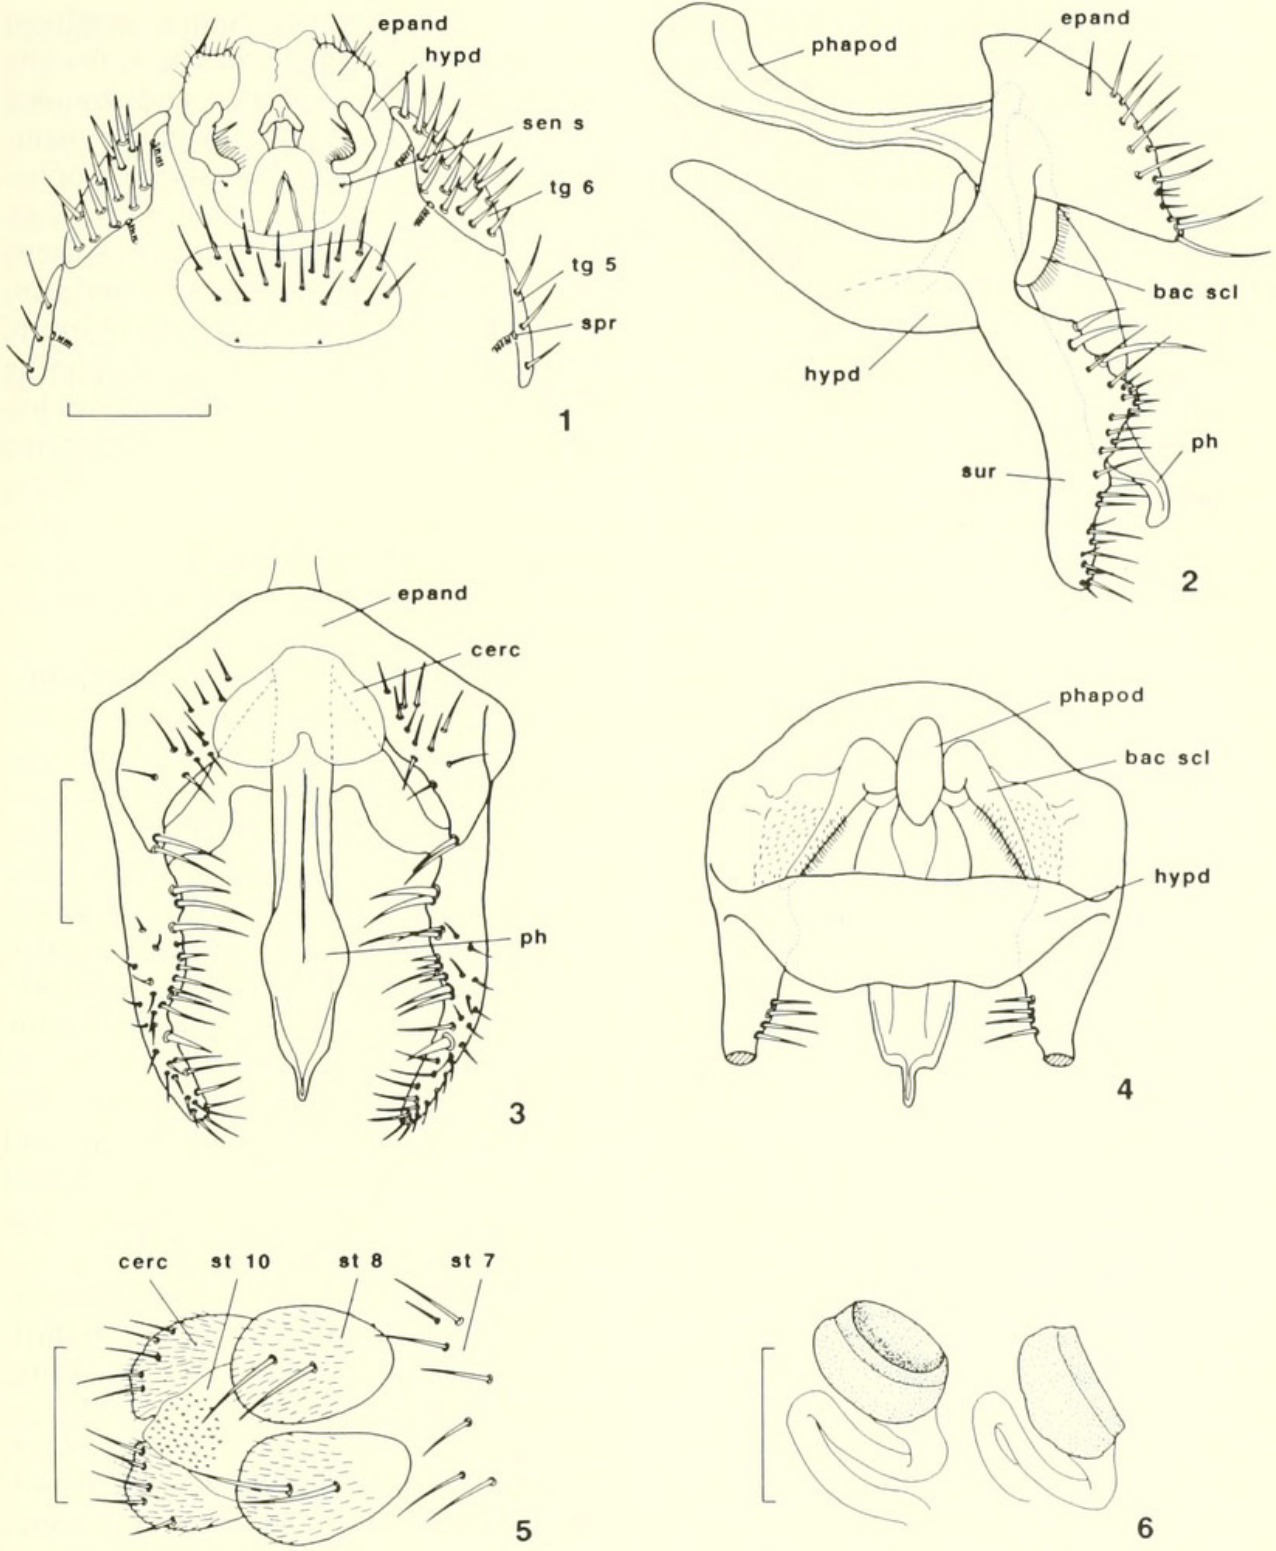 epand
hypd
sen s
tg 6
tg 5
spr
1
phapod
epand
bac scl
hypd
ph
sur
2
epand
cerc
ph
3
phapod
bac scl
hypd
4
cerc st 10 st 8 st 7
5
6